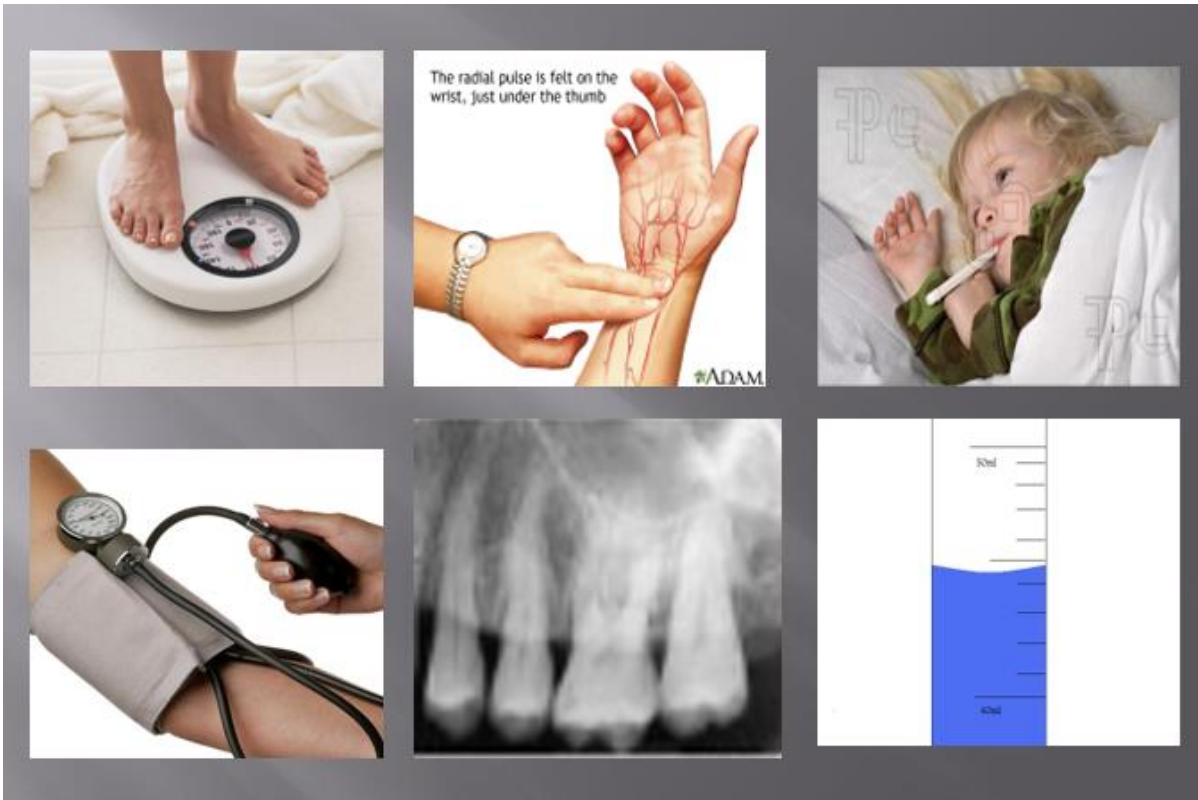 The radial pulse is felt on the
wrist, just under the thumb
ADAM.
50ml
40ml